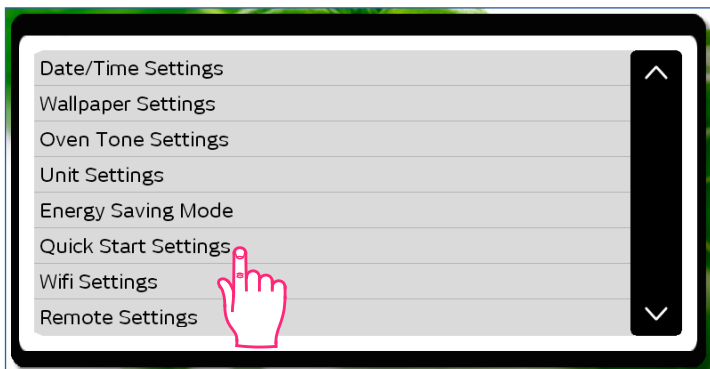 Date/Time Settings
Wallpaper Settings
Oven Tone Settings
Unit Settings
Energy Saving Mode
Quick Start Settings
Wifi Settings
Remote Settings